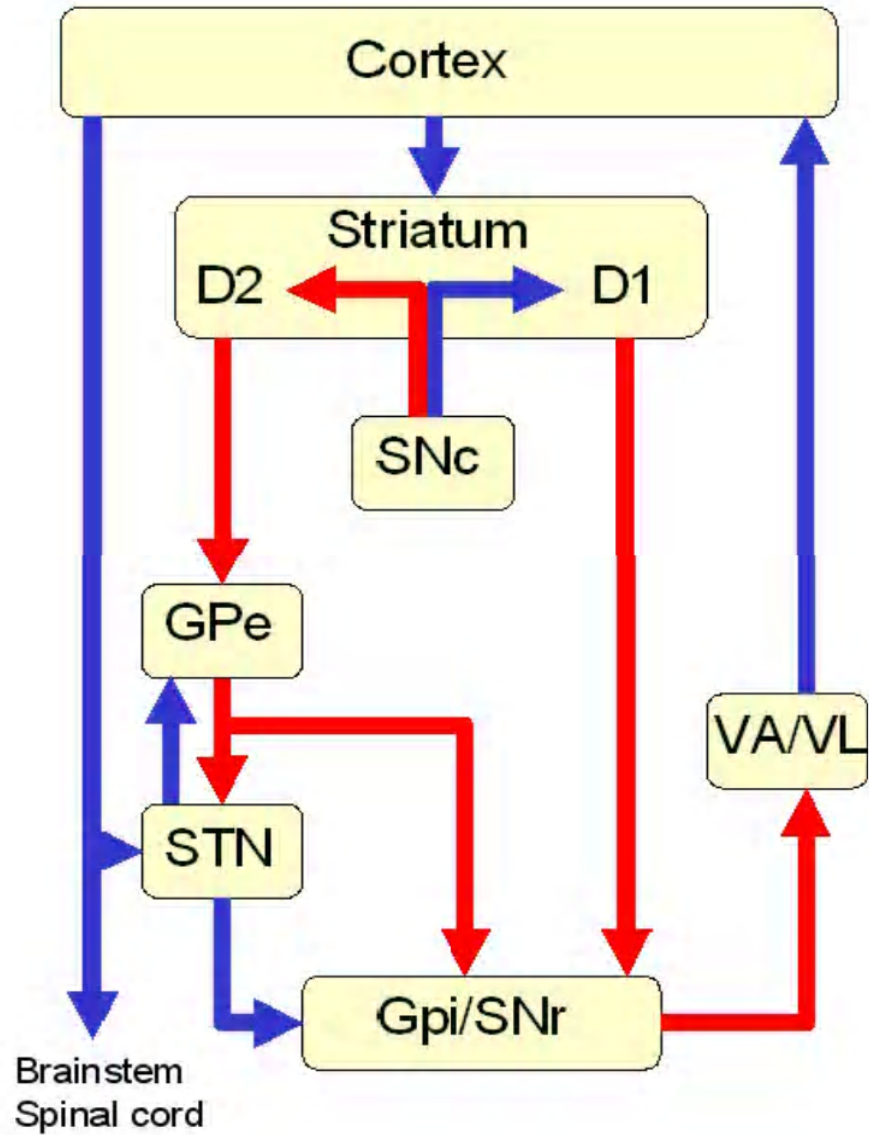 Cortex
Striatum
D2 D1
SNc
GPe
VA/VL
STN
Gpi/SNr
Brainstem
Spinal cord